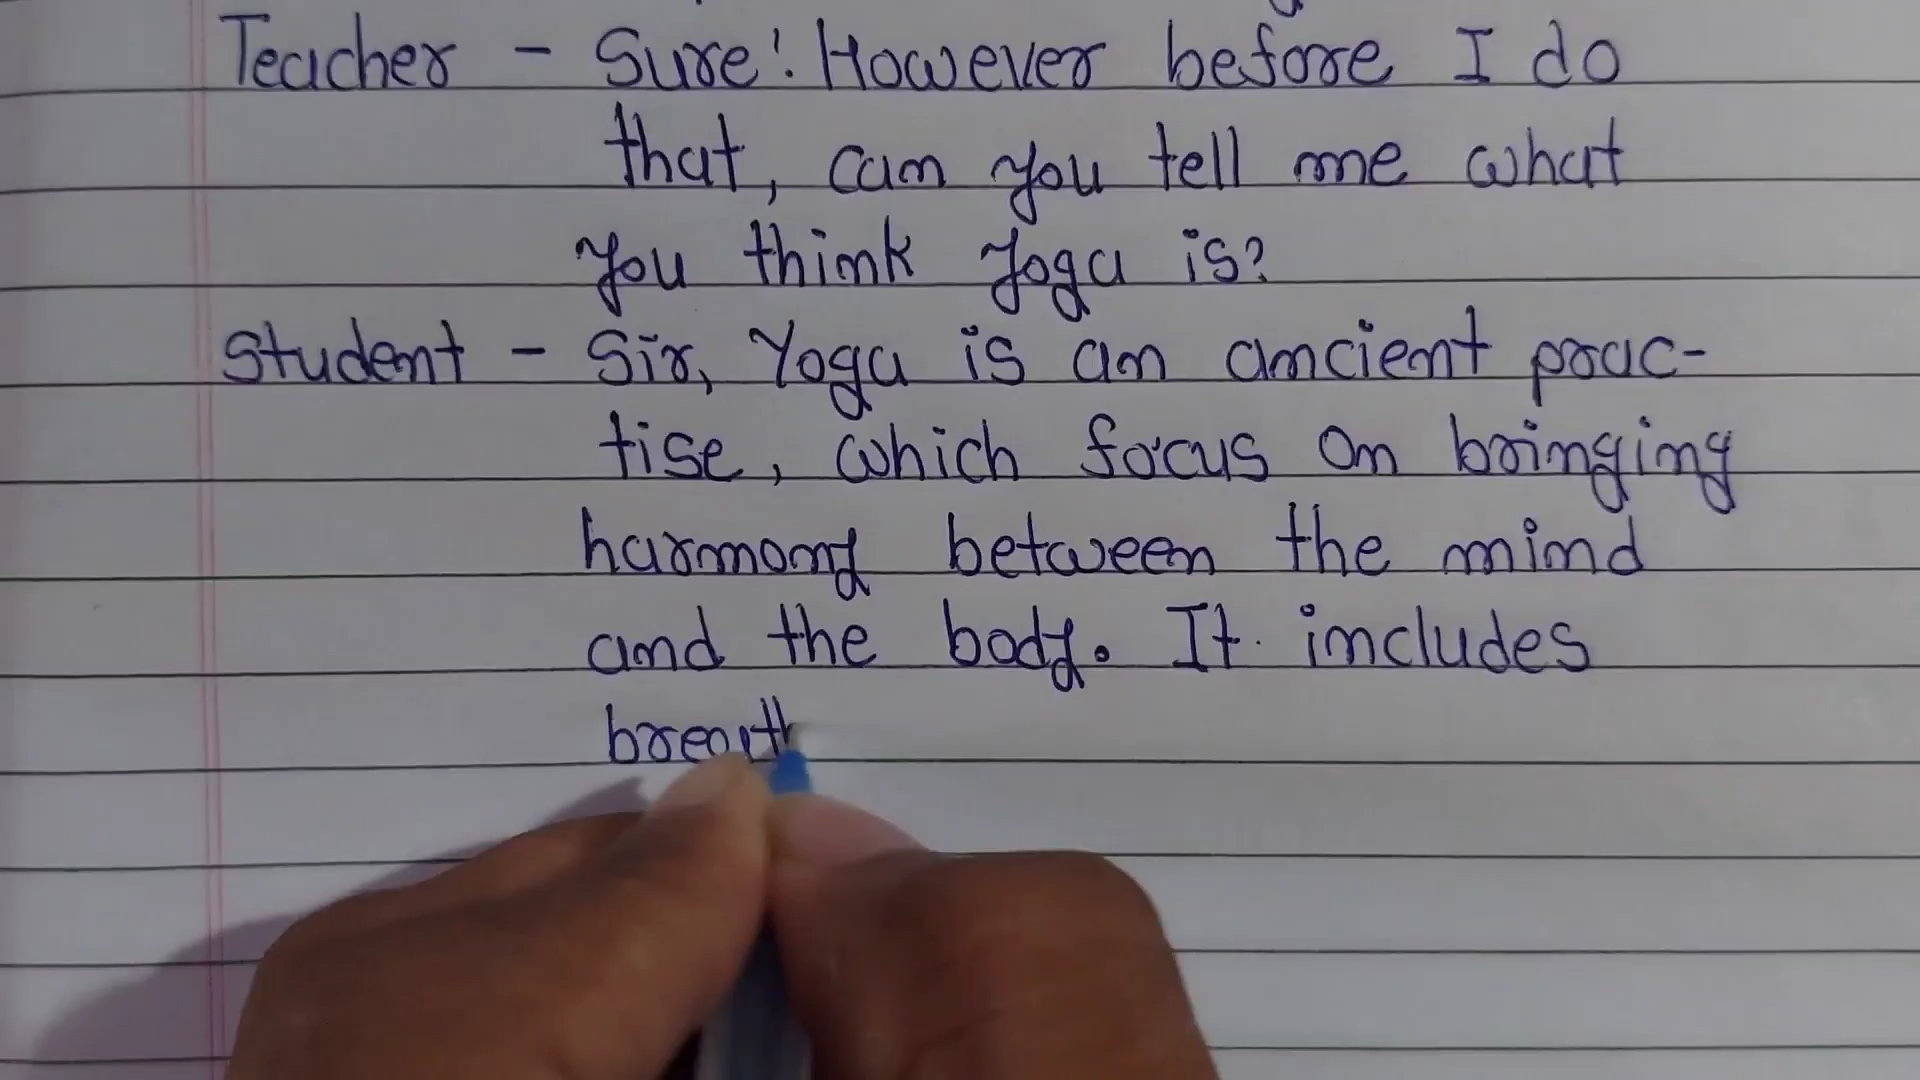 Teacher - Sure! However before I do
that, can you tell me what
you think Yoga is?
Student - Sir, Yoga is an ancient prac-
tise, which focus on bringing
harmony between the mind
and the body. It includes
breath